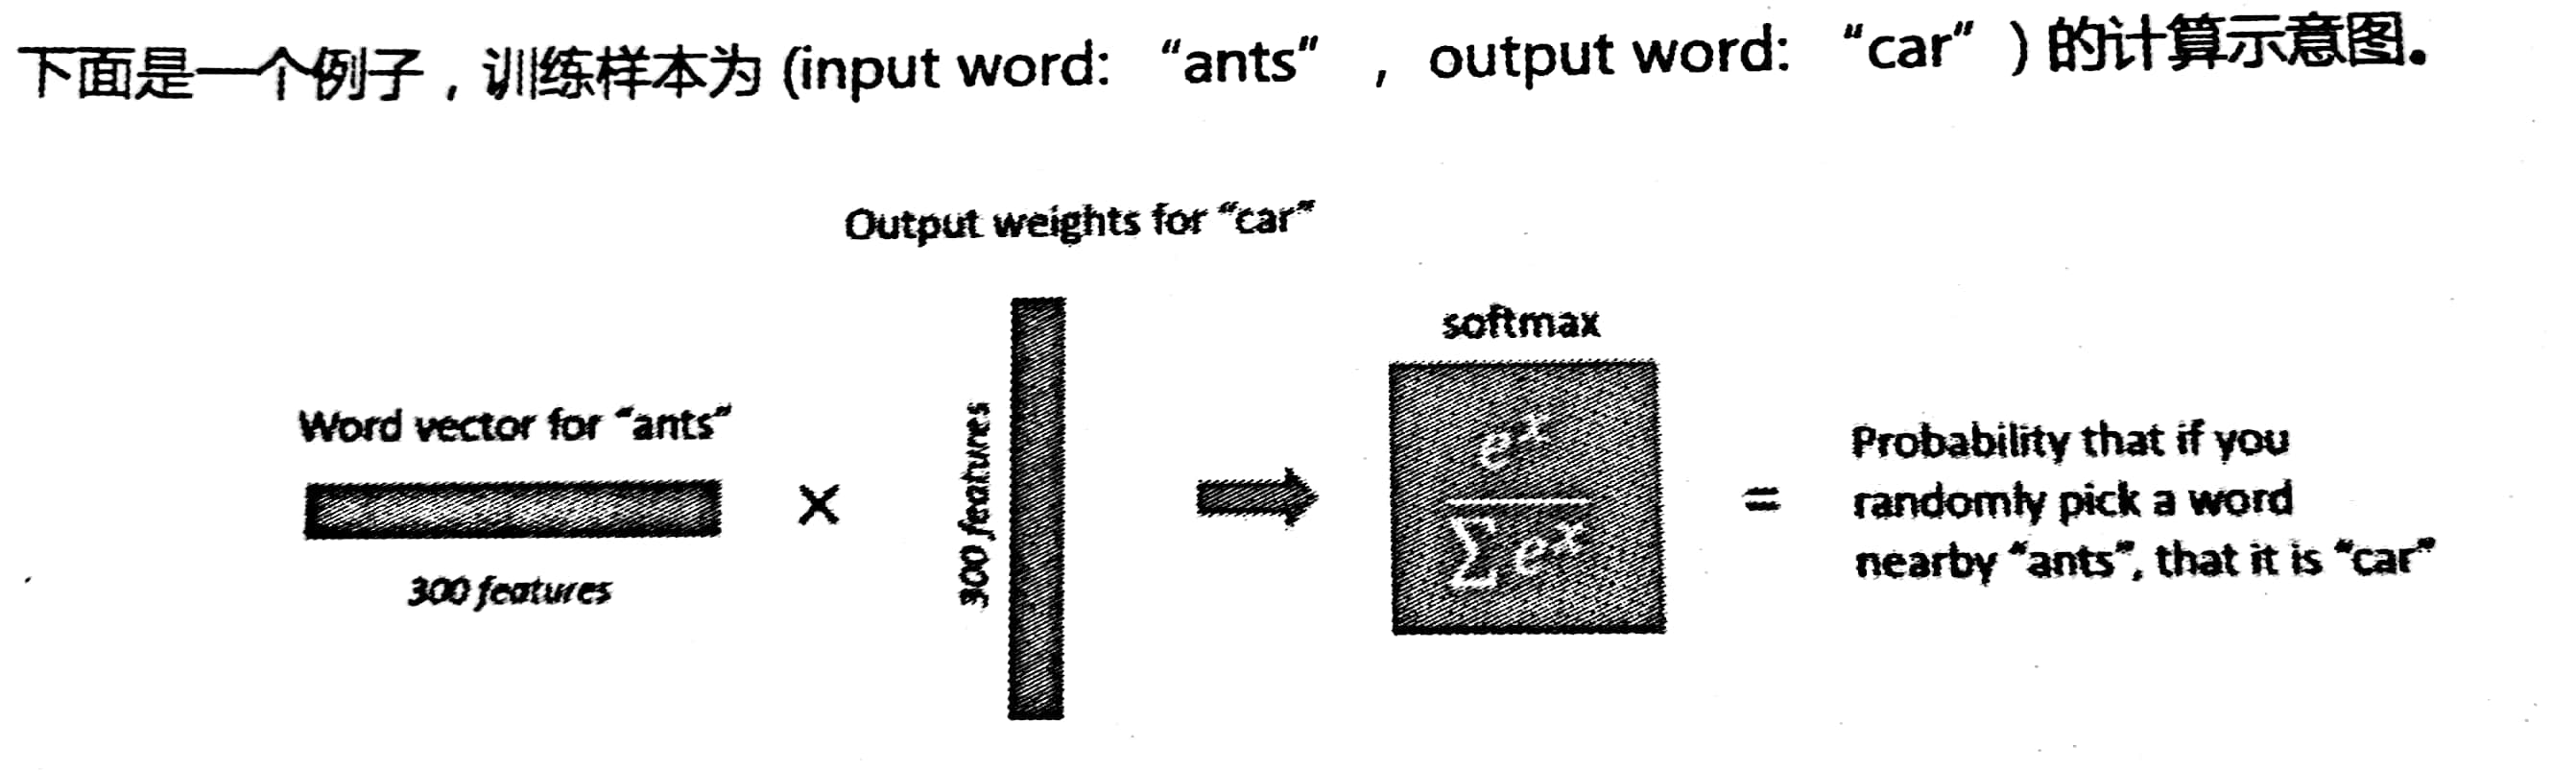 下面是一个例子，训练样本为 (input word: “ants” ， output word: “car” ) 的计算示意图。
Output weights for “car”
softmax
Word vector for “ants”
300 features
×
300 features
e^x
∑e^x
=
Probability that if you
randomly pick a word
nearby “ants”, that it is “car”